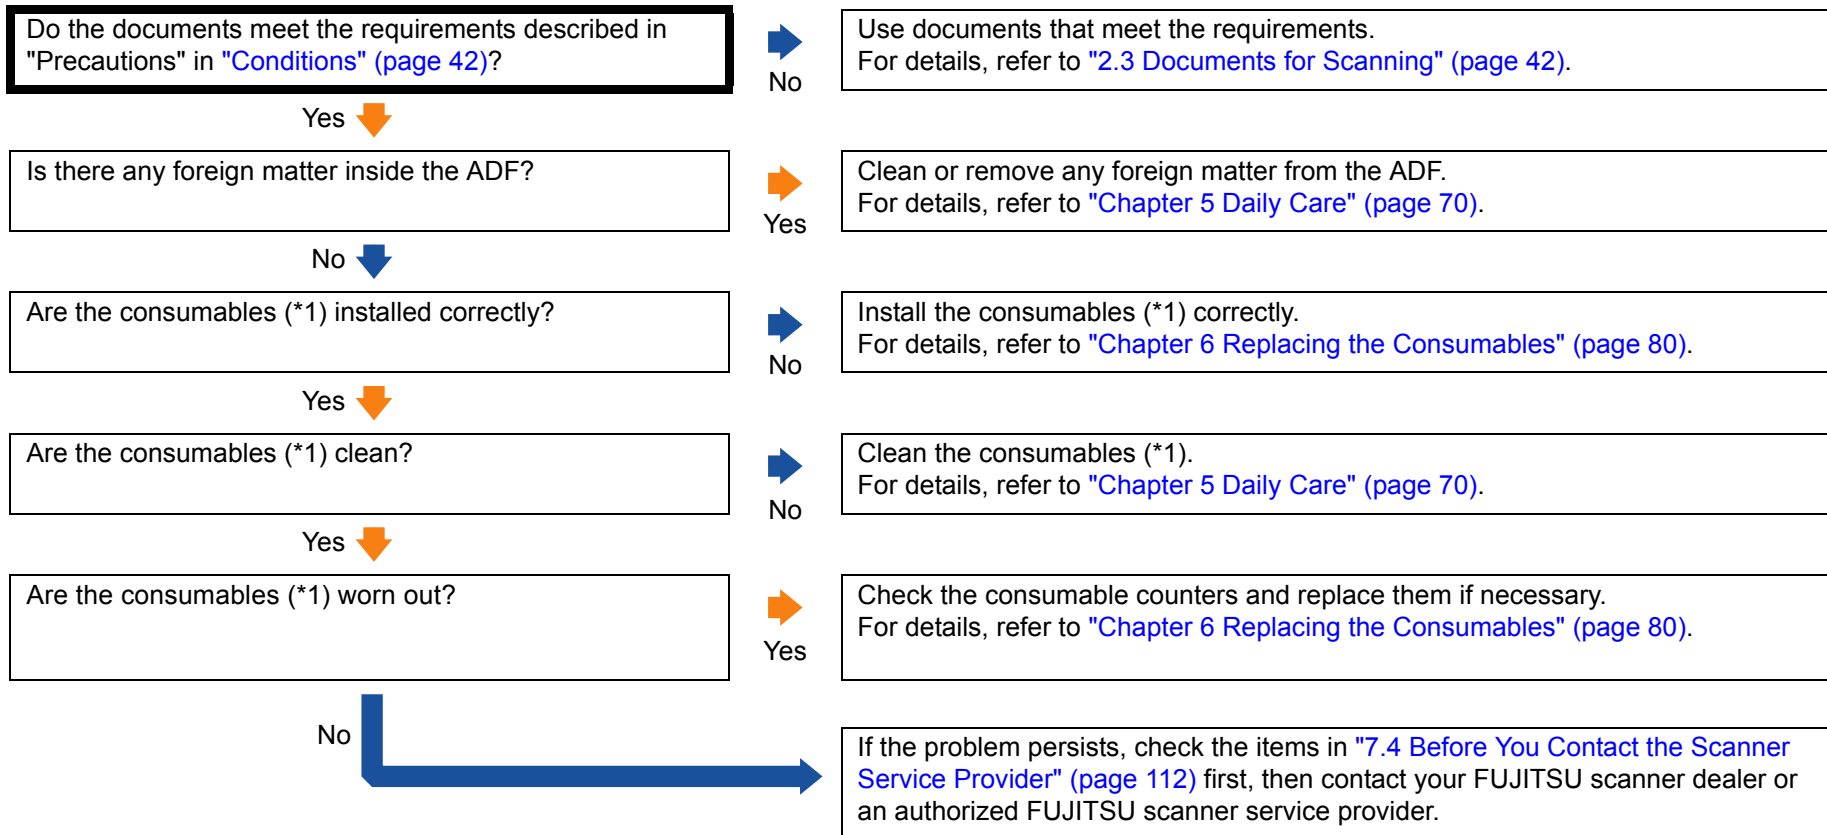 Do the documents meet the requirements described in
"Precautions" in "Conditions" (page 42)?
No
Use documents that meet the requirements.
For details, refer to "2.3 Documents for Scanning" (page 42).
Yes
Is there any foreign matter inside the ADF?
Yes
Clean or remove any foreign matter from the ADF.
For details, refer to "Chapter 5 Daily Care" (page 70).
No
Are the consumables (*1) installed correctly?
No
Install the consumables (*1) correctly.
For details, refer to "Chapter 6 Replacing the Consumables" (page 80).
Yes
Are the consumables (*1) clean?
No
Clean the consumables (*1).
For details, refer to "Chapter 5 Daily Care" (page 70).
Yes
Are the consumables (*1) worn out?
Yes
Check the consumable counters and replace them if necessary.
For details, refer to "Chapter 6 Replacing the Consumables" (page 80).
No
If the problem persists, check the items in "7.4 Before You Contact the Scanner
Service Provider" (page 112) first, then contact your FUJITSU scanner dealer or
an authorized FUJITSU scanner service provider.